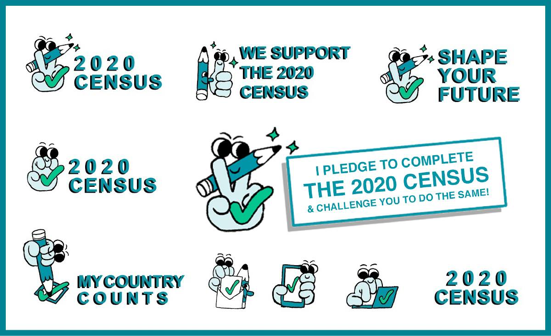 2020
CENSUS
WE SUPPORT
THE 2020
CENSUS
SHAPE
YOUR
FUTURE
2020
CENSUS
I PLEDGE TO COMPLETE
THE 2020 CENSUS
& CHALLENGE YOU TO DO THE SAME!
MY COUNTRY
COUNTS
2020
CENSUS